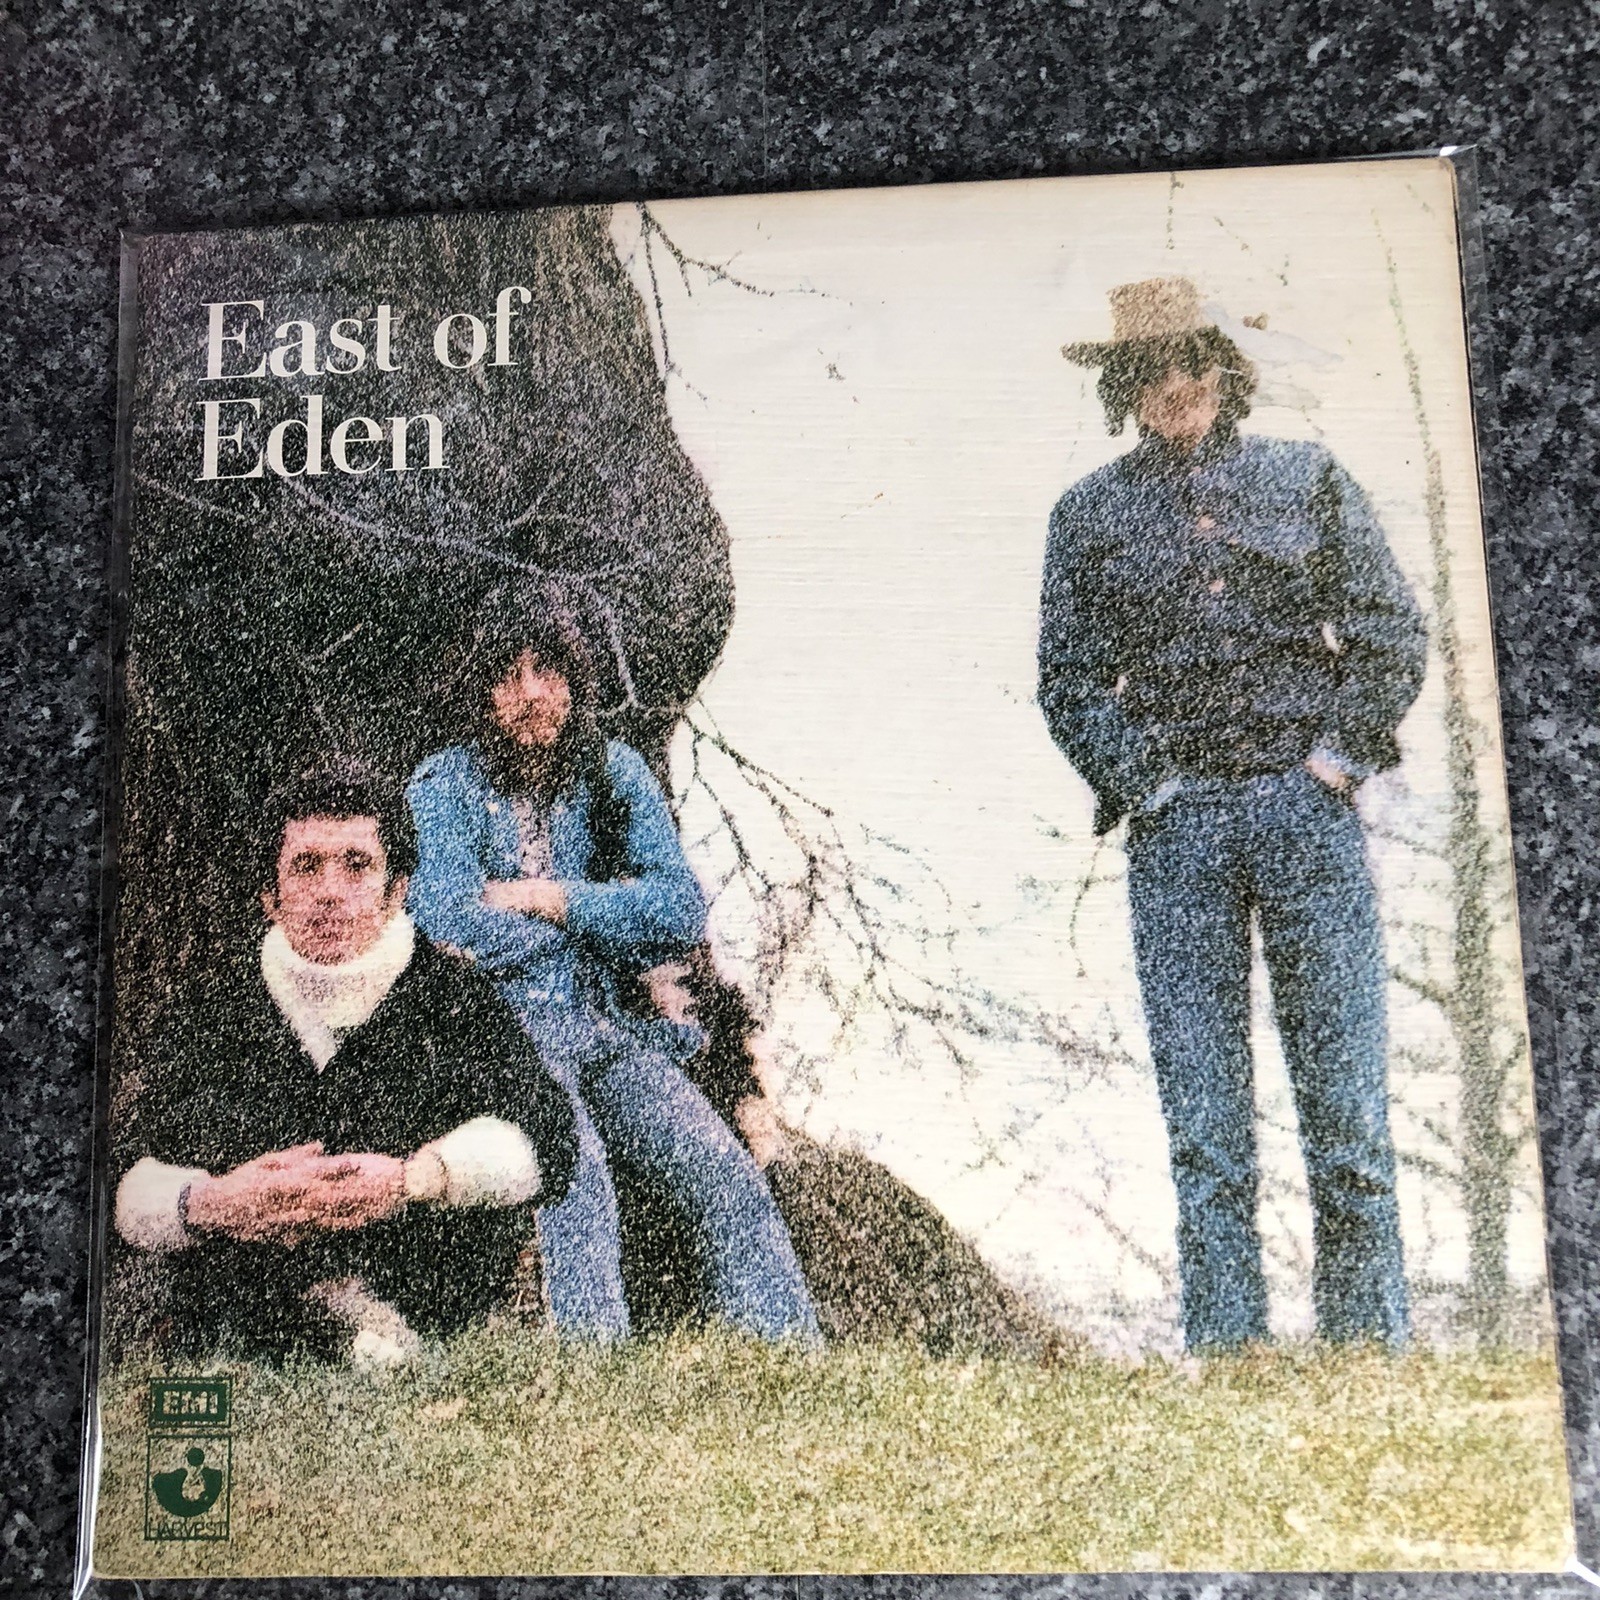 East of
Eden
EMI
HARVEST